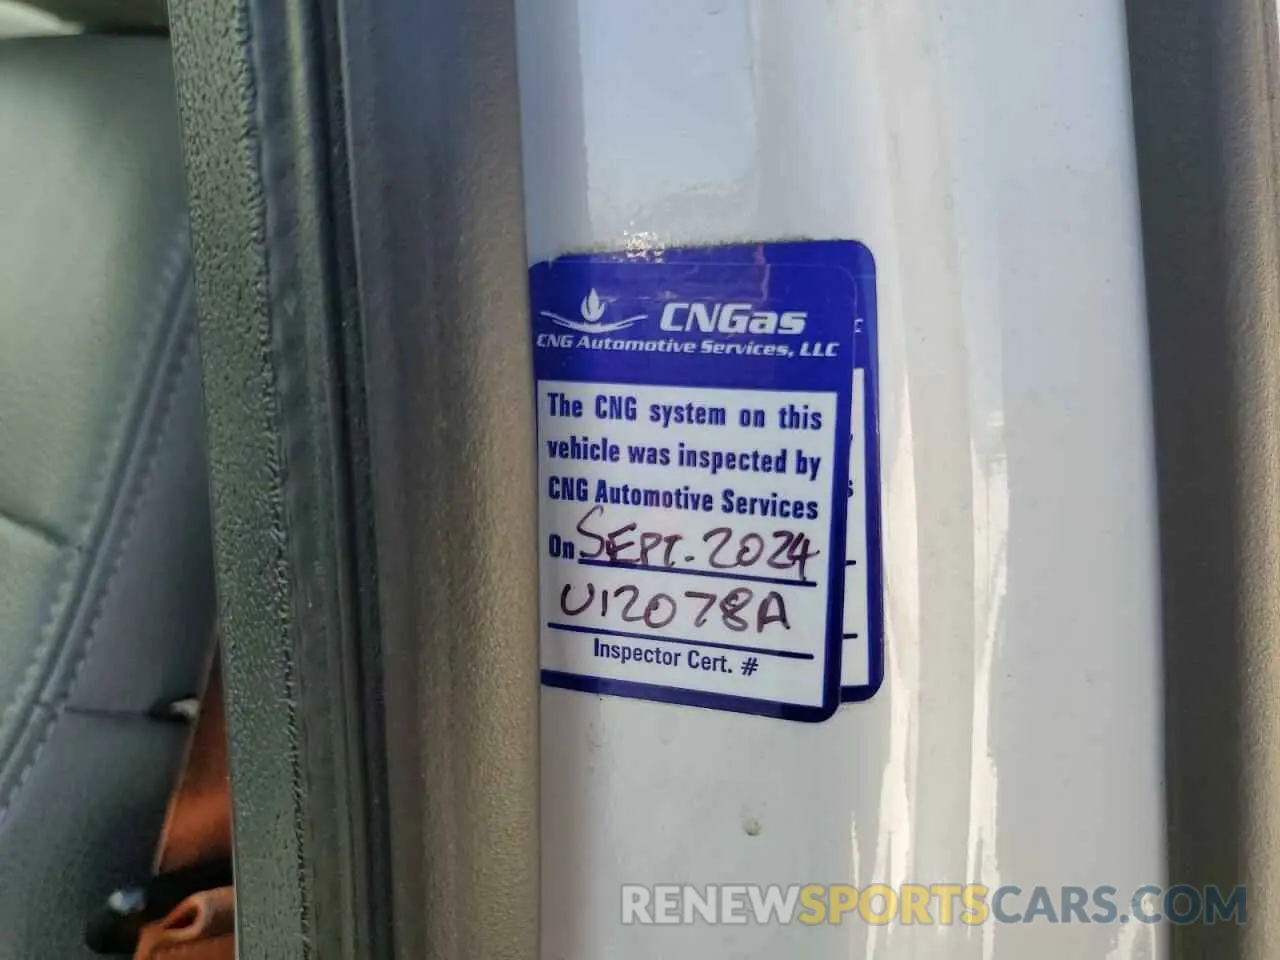 CNGas
CNG Automotive Services, LLC
The CNG system on this
vehicle was inspected by
CNG Automotive Services
On SEPT. 2024
U12078A
Inspector Cert. #
RENEWSPORTSCARS.COM